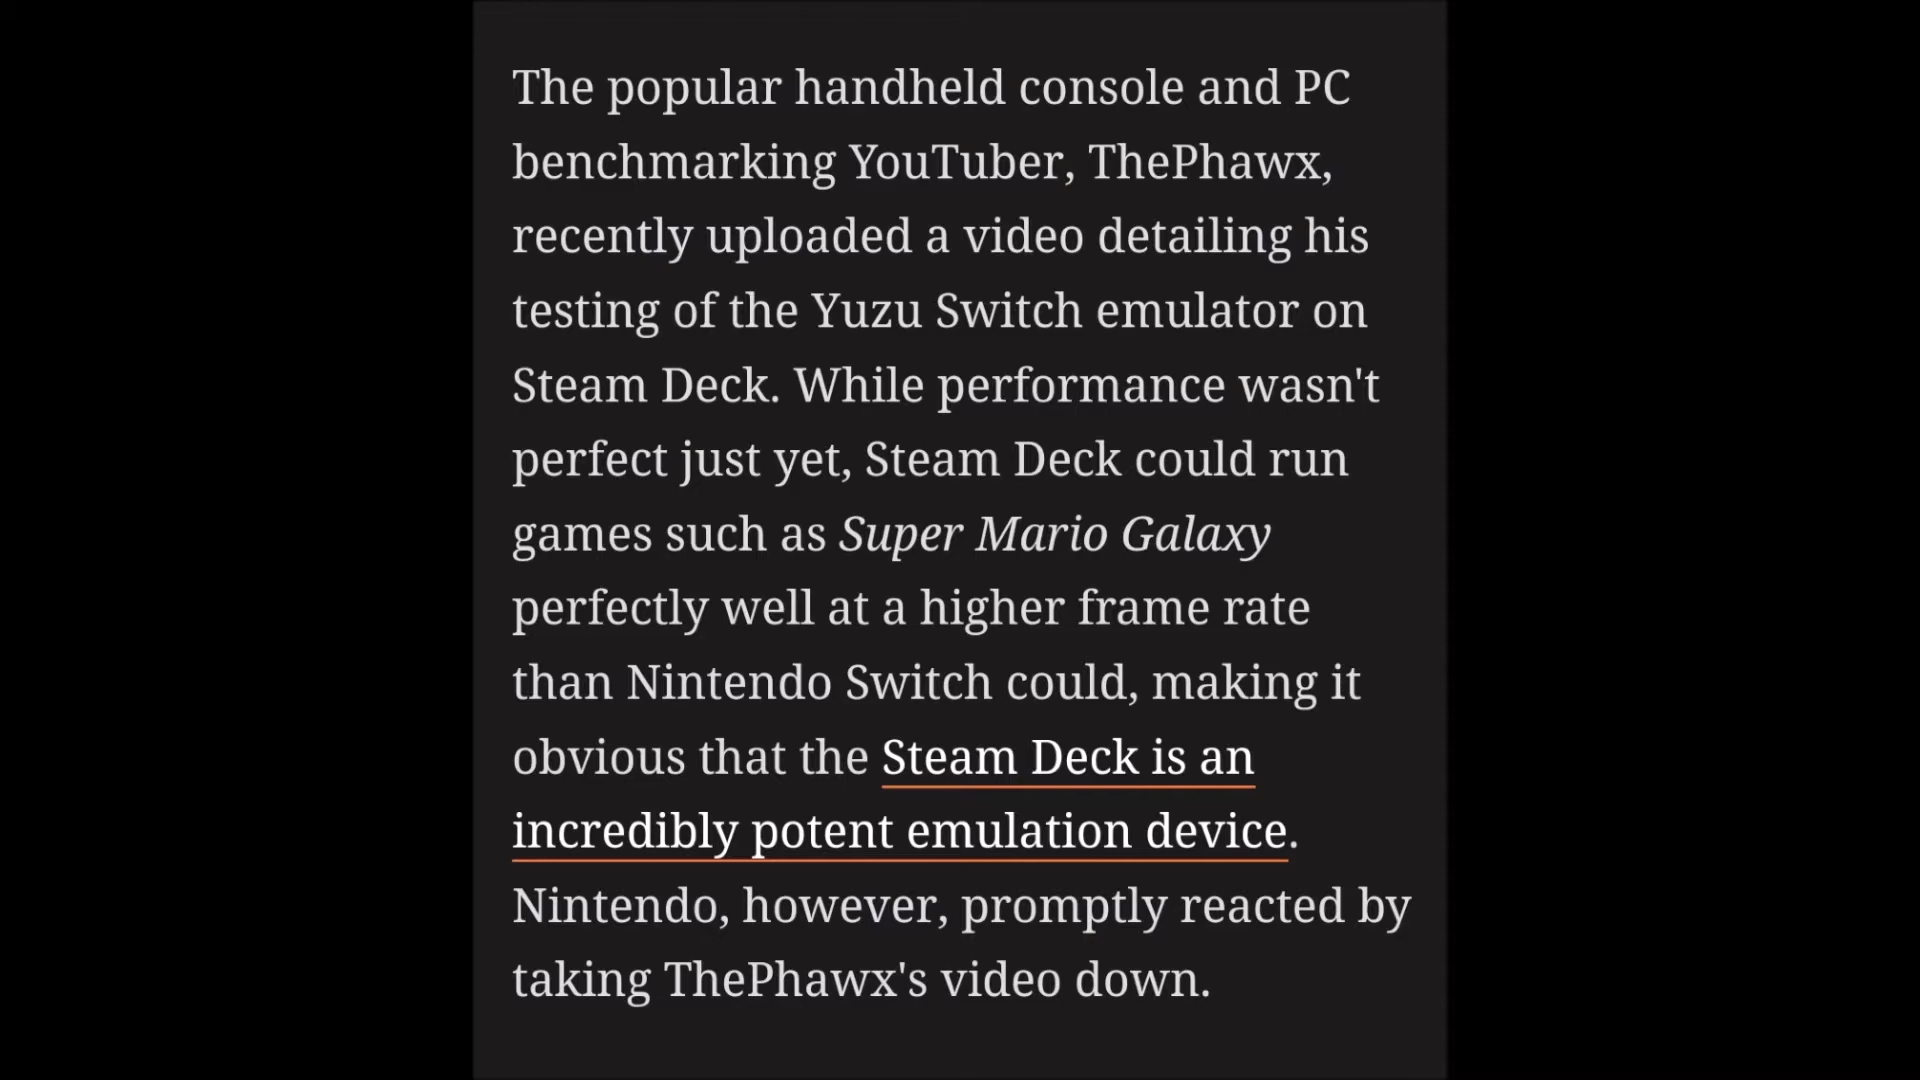 The popular handheld console and PC
benchmarking YouTuber, ThePhawx,
recently uploaded a video detailing his
testing of the Yuzu Switch emulator on
Steam Deck. While performance wasn't
perfect just yet, Steam Deck could run
games such as Super Mario Galaxy
perfectly well at a higher frame rate
than Nintendo Switch could, making it
obvious that the Steam Deck is an
incredibly potent emulation device.
Nintendo, however, promptly reacted by
taking ThePhawx's video down.